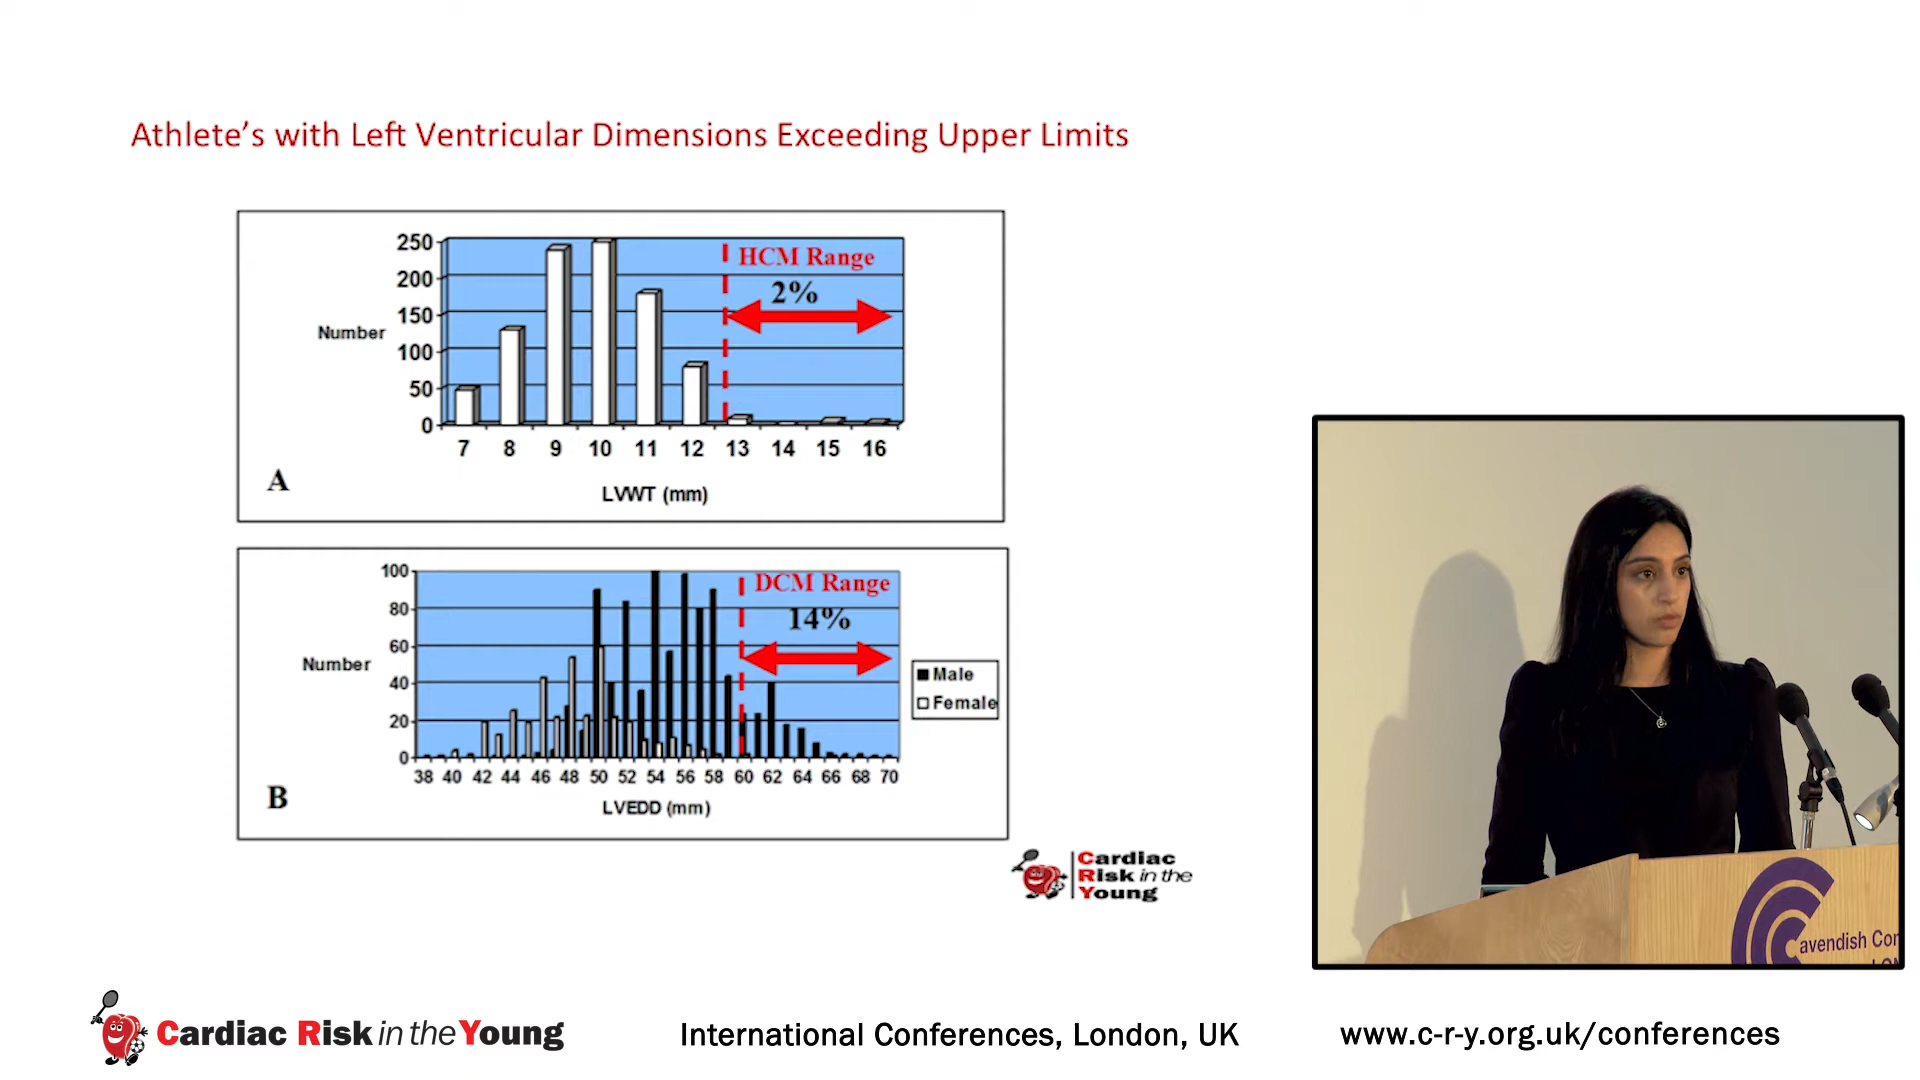 Athlete's with Left Ventricular Dimensions Exceeding Upper Limits
HCM Range
2%
250
200
150
100
50
0
Number
7 8 9 10 11 12 13 14 15 16
A
LVWT (mm)
DCM Range
14%
100
80
60
40
20
0
Number
Male
Female
38 40 42 44 46 48 50 52 54 56 58 60 62 64 66 68 70
B
LVEDD (mm)
Cardiac
Risk in the
Young
avendish Con
Cardiac Risk in the Young
International Conferences, London, UK
www.c-r-y.org.uk/conferences